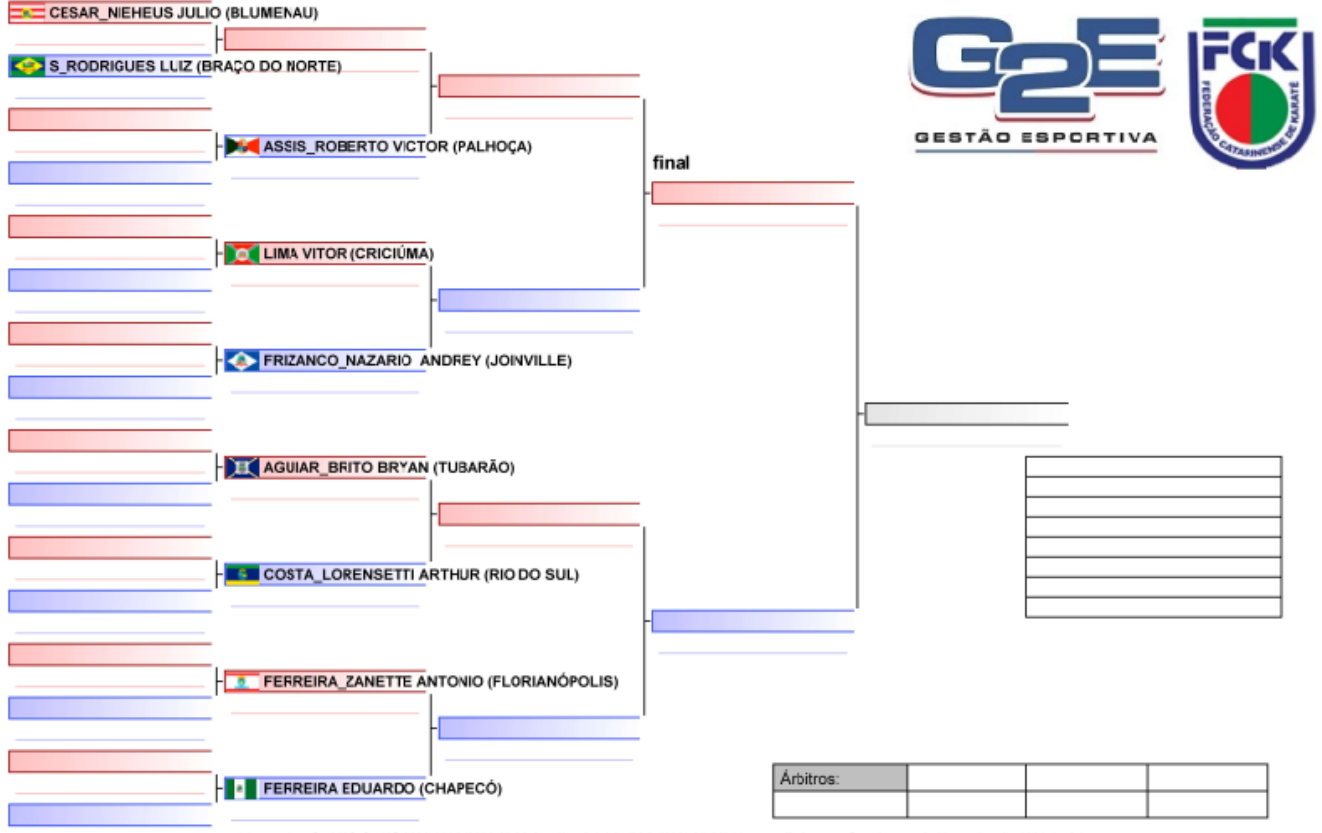 CESAR_NIEHEUS JULIO (BLUMENAU)
S_RODRIGUES LUIZ (BRAÇO DO NORTE)
ASSIS_ROBERTO VICTOR (PALHOÇA)
LIMA VITOR (CRICIÚMA)
FRIZANCO_NAZARIO ANDREY (JOINVILLE)
AGUIAR_BRITO BRYAN (TUBARÃO)
COSTA_LORENSETTI ARTHUR (RIO DO SUL)
FERREIRA_ZANETTE ANTONIO (FLORIANÓPOLIS)
FERREIRA EDUARDO (CHAPECÓ)
final
G2E
GESTÃO ESPORTIVA
FCK
FEDERAÇÃO CATARINENSE DE KARATÊ
Árbitros: